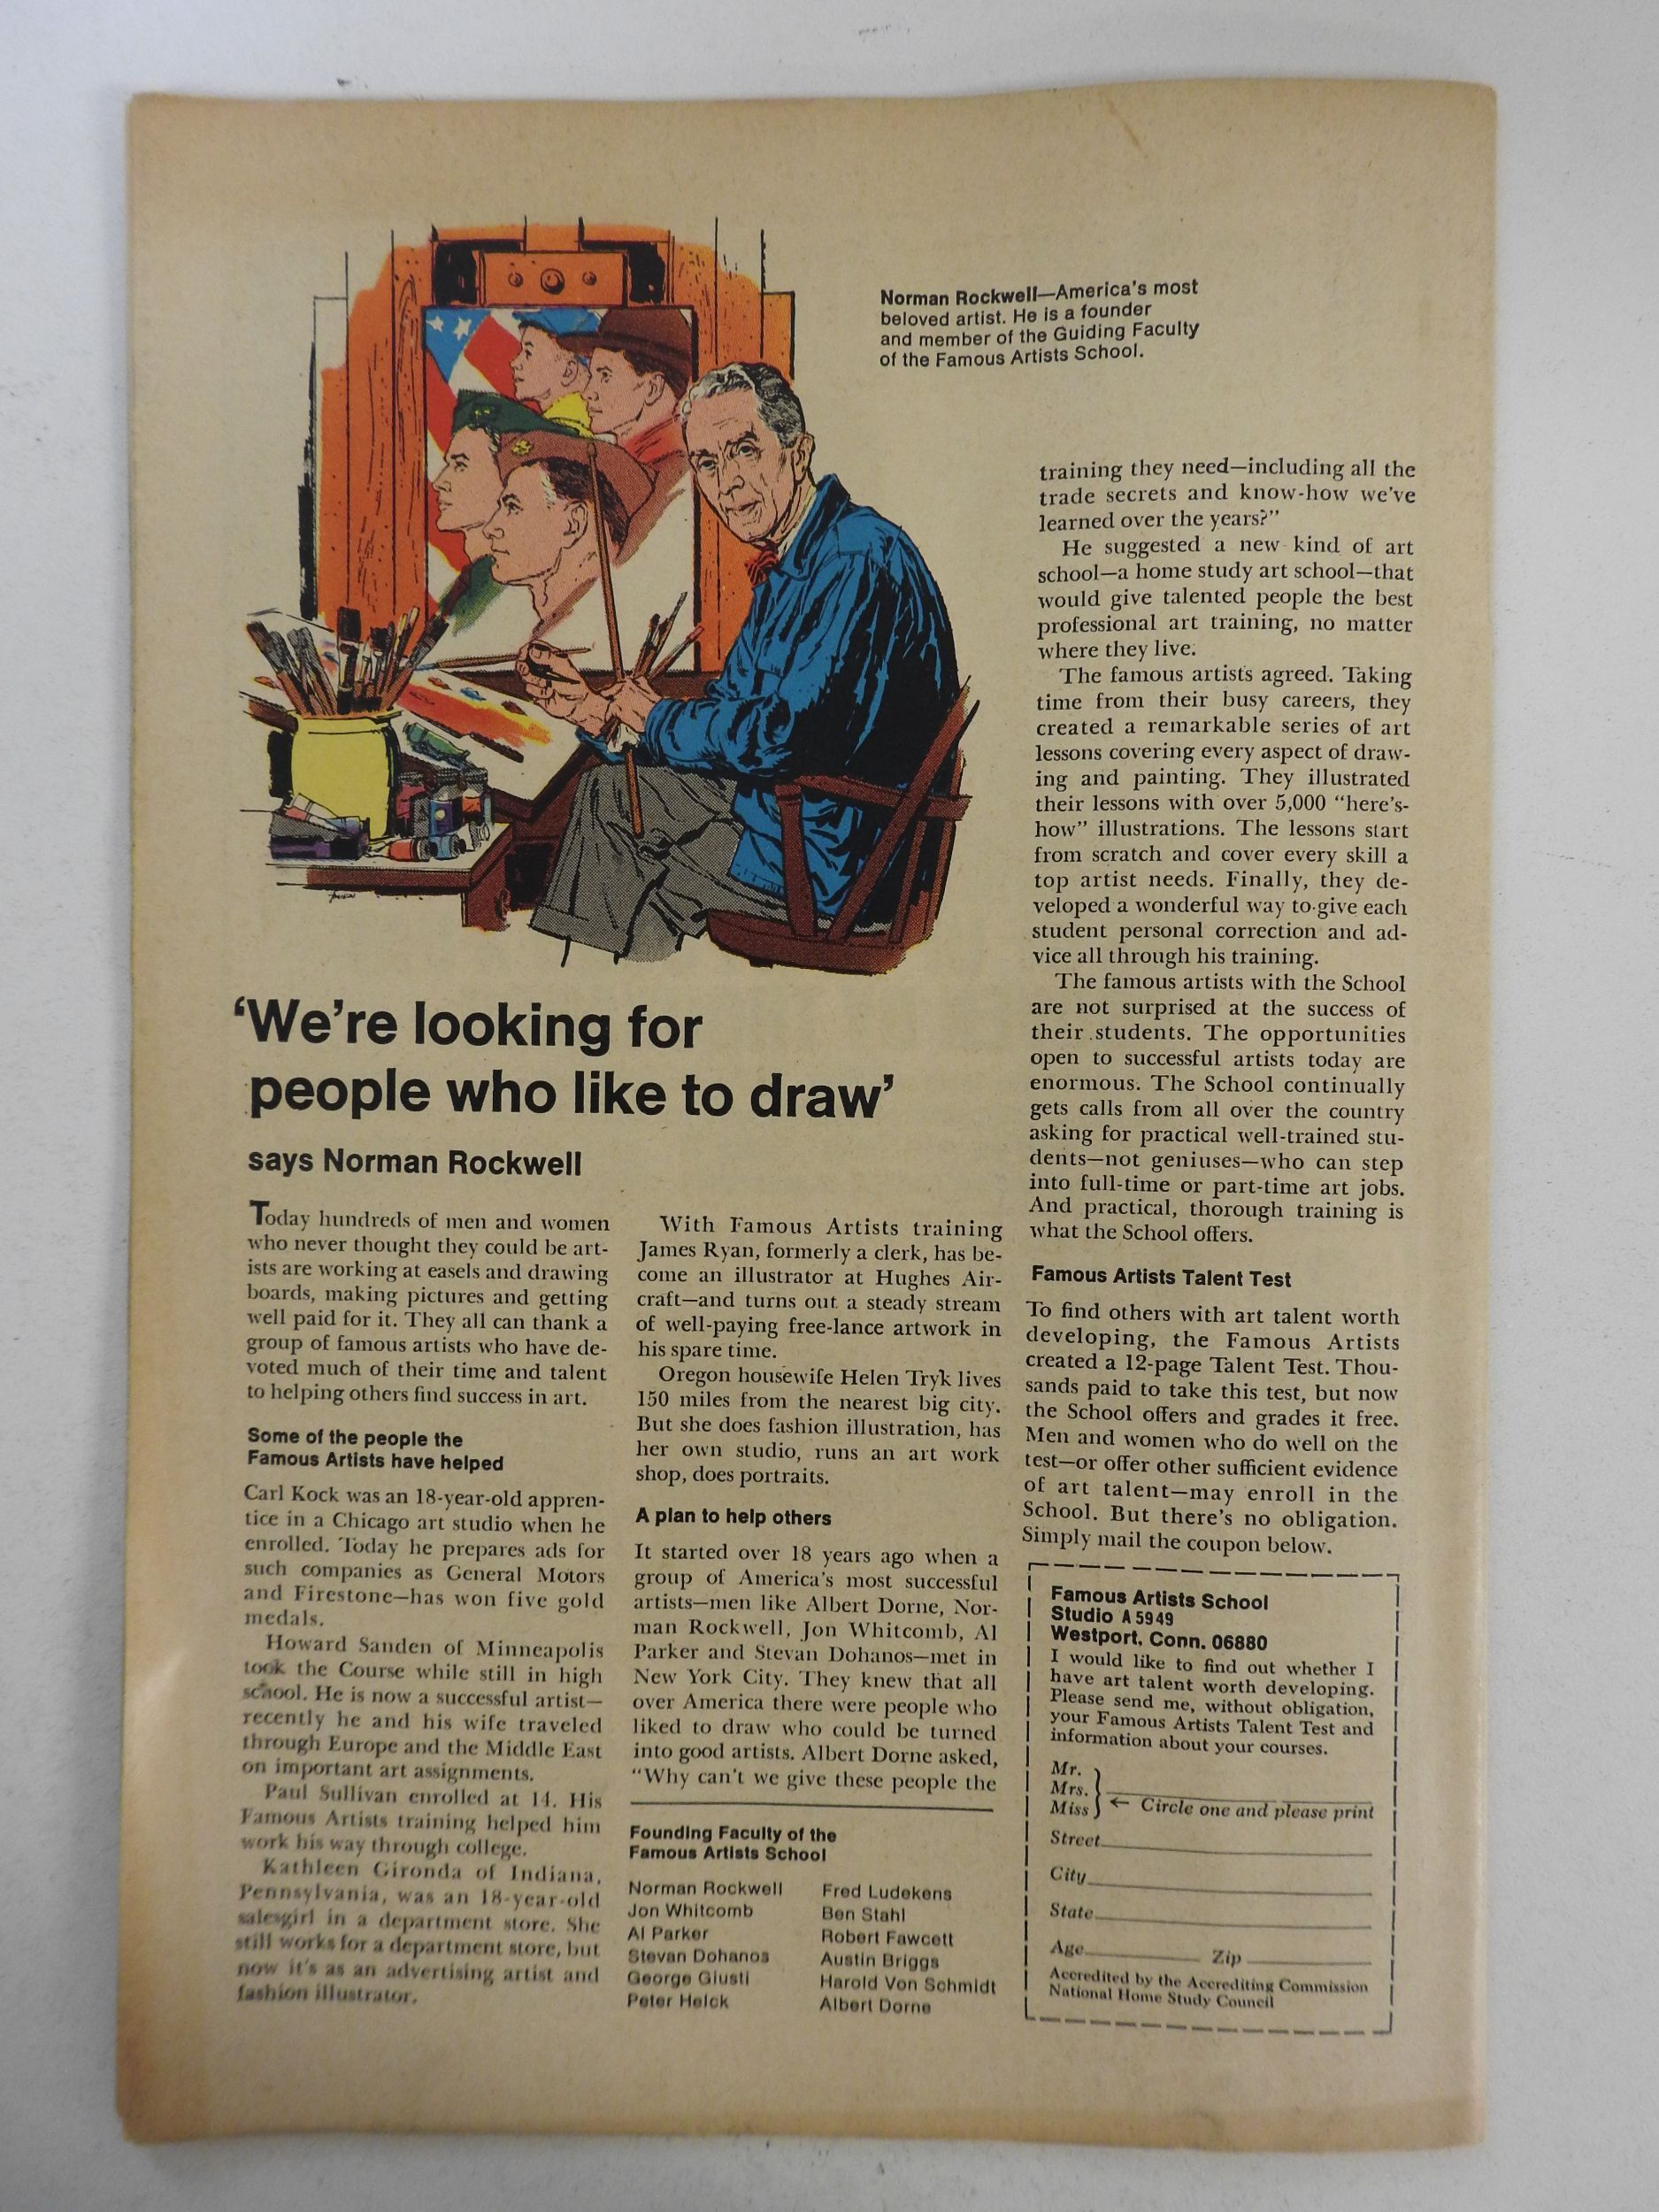 Norman Rockwell—America's most
beloved artist. He is a founder
and member of the Guiding Faculty
of the Famous Artists School.
'We're looking for
people who like to draw'
says Norman Rockwell
Today hundreds of men and women
who never thought they could be art-
ists are working at easels and drawing
boards, making pictures and getting
well paid for it. They all can thank a
group of famous artists who have de-
voted much of their time and talent
to helping others find success in art.
Some of the people the
Famous Artists have helped
Carl Kock was an 18-year-old appren-
tice in a Chicago art studio when he
enrolled. Today he prepares ads for
such companies as General Motors
and Firestone—has won five gold
medals.
Howard Sanden of Minneapolis
took the Course while still in high
school. He is now a successful artist—
recently he and his wife traveled
through Europe and the Middle East
on important art assignments.
Paul Sullivan enrolled at 14. His
Famous Artists training helped him
work his way through college.
Kathleen Gironda of Indiana,
Pennsylvania, was an 18-year-old
salesgirl in a department store. She
still works for a department store, but
now it's as an advertising artist and
fashion illustrator.
With Famous Artists training
James Ryan, formerly a clerk, has be-
come an illustrator at Hughes Air-
craft—and turns out a steady stream
of well-paying free-lance artwork in
his spare time.
Oregon housewife Helen Tryk lives
150 miles from the nearest big city.
But she does fashion illustration, has
her own studio, runs an art work
shop, does portraits.
A plan to help others
It started over 18 years ago when a
group of America's most successful
artists—men like Albert Dorne, Nor-
man Rockwell, Jon Whitcomb, Al
Parker and Stevan Dohanos—met in
New York City. They knew that all
over America there were people who
liked to draw who could be turned
into good artists. Albert Dorne asked,
"Why can't we give these people the
Founding Faculty of the
Famous Artists School
Norman Rockwell
Jon Whitcomb
Al Parker
Stevan Dohanos
George Giusti
Peter Helck
Fred Ludekens
Ben Stahl
Robert Fawcett
Austin Briggs
Harold Von Schmidt
Albert Dorne
training they need—including all the
trade secrets and know-how we've
learned over the years?"
He suggested a new kind of art
school—a home study art school—that
would give talented people the best
professional art training, no matter
where they live.
The famous artists agreed. Taking
time from their busy careers, they
created a remarkable series of art
lessons covering every aspect of draw-
ing and painting. They illustrated
their lessons with over 5,000 "here's-
how" illustrations. The lessons start
from scratch and cover every skill a
top artist needs. Finally, they de-
veloped a wonderful way to give each
student personal correction and ad-
vice all through his training.
The famous artists with the School
are not surprised at the success of
their students. The opportunities
open to successful artists today are
enormous. The School continually
gets calls from all over the country
asking for practical well-trained stu-
dents—not geniuses—who can step
into full-time or part-time art jobs.
And practical, thorough training is
what the School offers.
Famous Artists Talent Test
To find others with art talent worth
developing, the Famous Artists
created a 12-page Talent Test. Thou-
sands paid to take this test, but now
the School offers and grades it free.
Men and women who do well on the
test—or offer other sufficient evidence
of art talent—may enroll in the
School. But there's no obligation.
Simply mail the coupon below.
Famous Artists School
Studio A5949
Westport, Conn. 06880
I would like to find out whether I
have art talent worth developing.
Please send me, without obligation,
your Famous Artists Talent Test and
information about your courses.
Mr.
Mrs.
Miss ← Circle one and please print
Street
City
State
Age Zip
Accredited by the Accrediting Commission
National Home Study Council